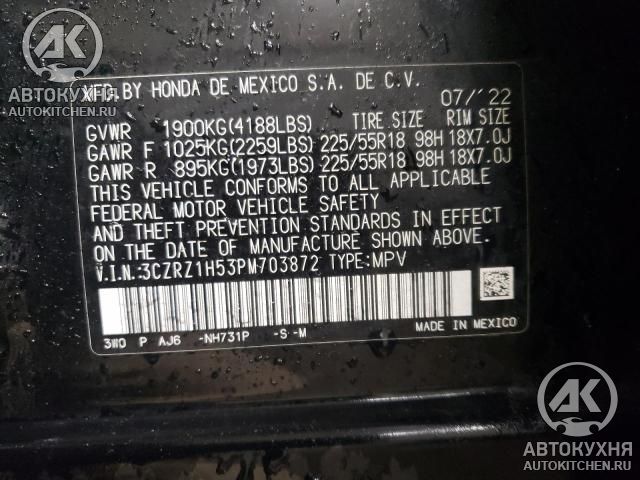 АК
АВТОКУХНЯ
AUTOKITCHEN.RU
MFD.BY HONDA DE MEXICO S.A. DE C.V.
07/'22
GVWR 1900KG(4188LBS) TIRE SIZE RIM SIZE
GAWR F 1025KG(2259LBS) 225/55R18 98H 18X7.0J
GAWR R 895KG(1973LBS) 225/55R18 98H 18X7.0J
THIS VEHICLE CONFORMS TO ALL APPLICABLE
FEDERAL MOTOR VEHICLE SAFETY
AND THEFT PREVENTION STANDARDS IN EFFECT
ON THE DATE OF MANUFACTURE SHOWN ABOVE.
V.I.N.:3CZRZ1H53PM703872 TYPE:MPV
3W0 P AJ6 -NH731P -S-M MADE IN MEXICO
АК
АВТОКУХНЯ
AUTOKITCHEN.RU